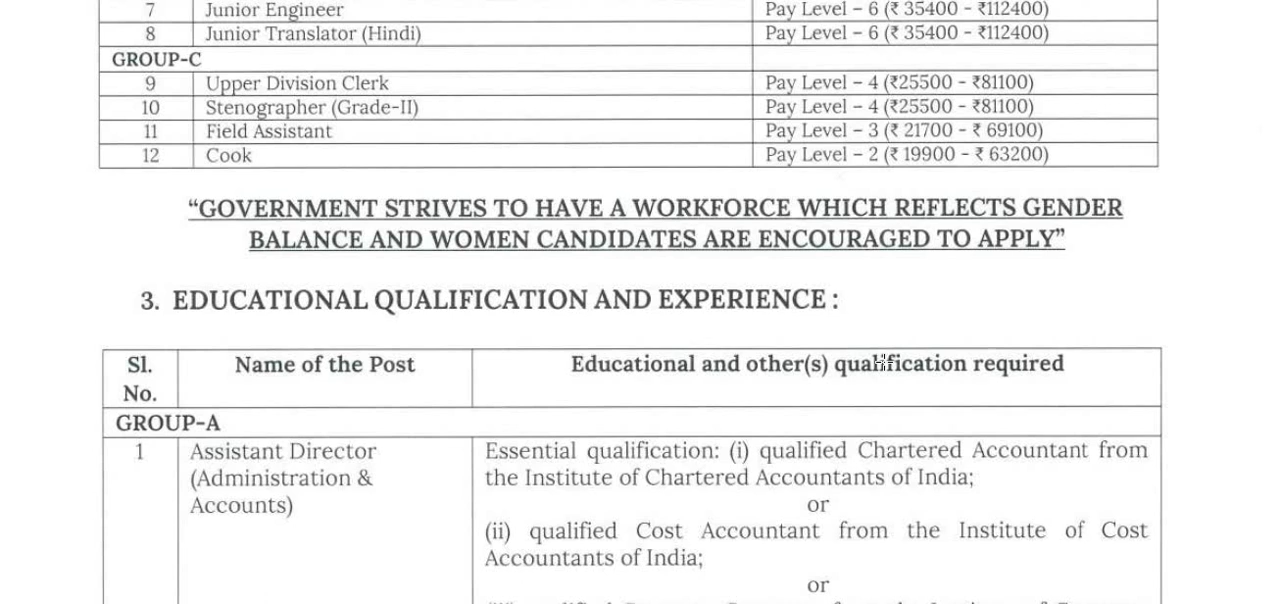 7 Junior Engineer Pay Level – 6 (₹ 35400 - ₹112400)
8 Junior Translator (Hindi) Pay Level – 6 (₹ 35400 - ₹112400)
GROUP-C
9 Upper Division Clerk Pay Level – 4 (₹25500 - ₹81100)
10 Stenographer (Grade-II) Pay Level – 4 (₹25500 - ₹81100)
11 Field Assistant Pay Level – 3 (₹ 21700 - ₹ 69100)
12 Cook Pay Level – 2 (₹ 19900 - ₹ 63200)
“GOVERNMENT STRIVES TO HAVE A WORKFORCE WHICH REFLECTS GENDER
BALANCE AND WOMEN CANDIDATES ARE ENCOURAGED TO APPLY”
3. EDUCATIONAL QUALIFICATION AND EXPERIENCE :
Sl. Name of the Post Educational and other(s) qualification required
No.
GROUP-A
1 Assistant Director Essential qualification: (i) qualified Chartered Accountant from
(Administration & the Institute of Chartered Accountants of India;
Accounts) or
(ii) qualified Cost Accountant from the Institute of Cost
Accountants of India;
or